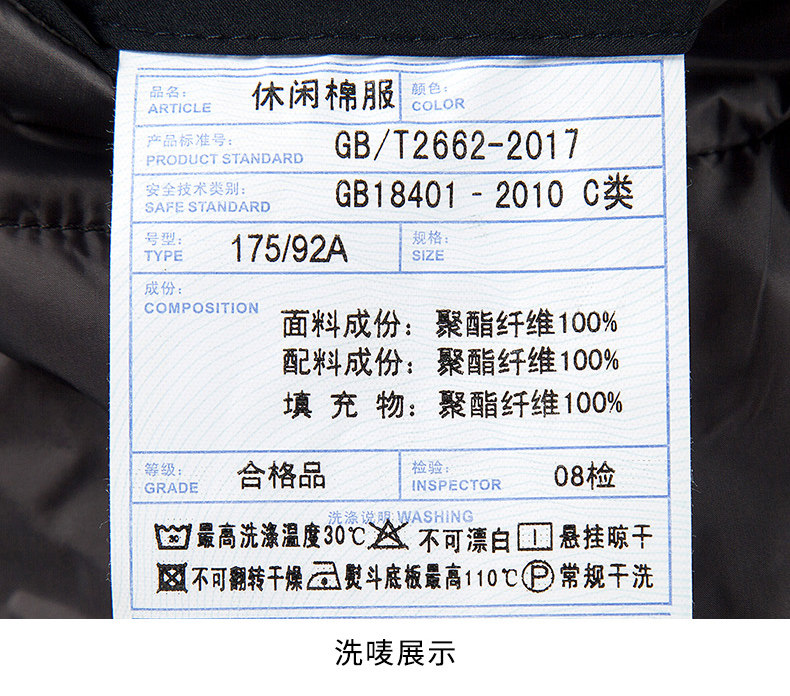 品名: 休闲棉服 颜色:
ARTICLE COLOR
产品标准号: GB/T2662-2017
PRODUCT STANDARD
安全技术类别: GB18401 - 2010 C类
SAFE STANDARD
号型: 175/92A 规格:
TYPE SIZE
成份:
COMPOSITION
面料成份: 聚酯纤维100%
配料成份: 聚酯纤维100%
填 充 物: 聚酯纤维100%
等级: 合格品 检验: 08检
GRADE INSPECTOR
洗涤说明 WASHING
30 最高洗涤温度30℃ 不可漂白 悬挂晾干
不可翻转干燥 熨斗底板最高110℃ P 常规干洗
洗唛展示